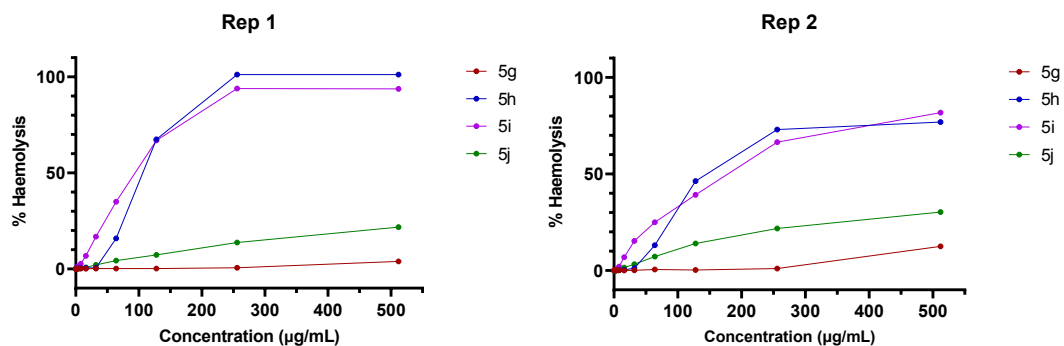 Rep 1
% Haemolysis
100
50
0
0
100
200
300
400
500
Concentration (µg/mL)
5g
5h
5i
5j
Rep 2
% Haemolysis
100
50
0
0
100
200
300
400
500
Concentration (µg/mL)
5g
5h
5i
5j